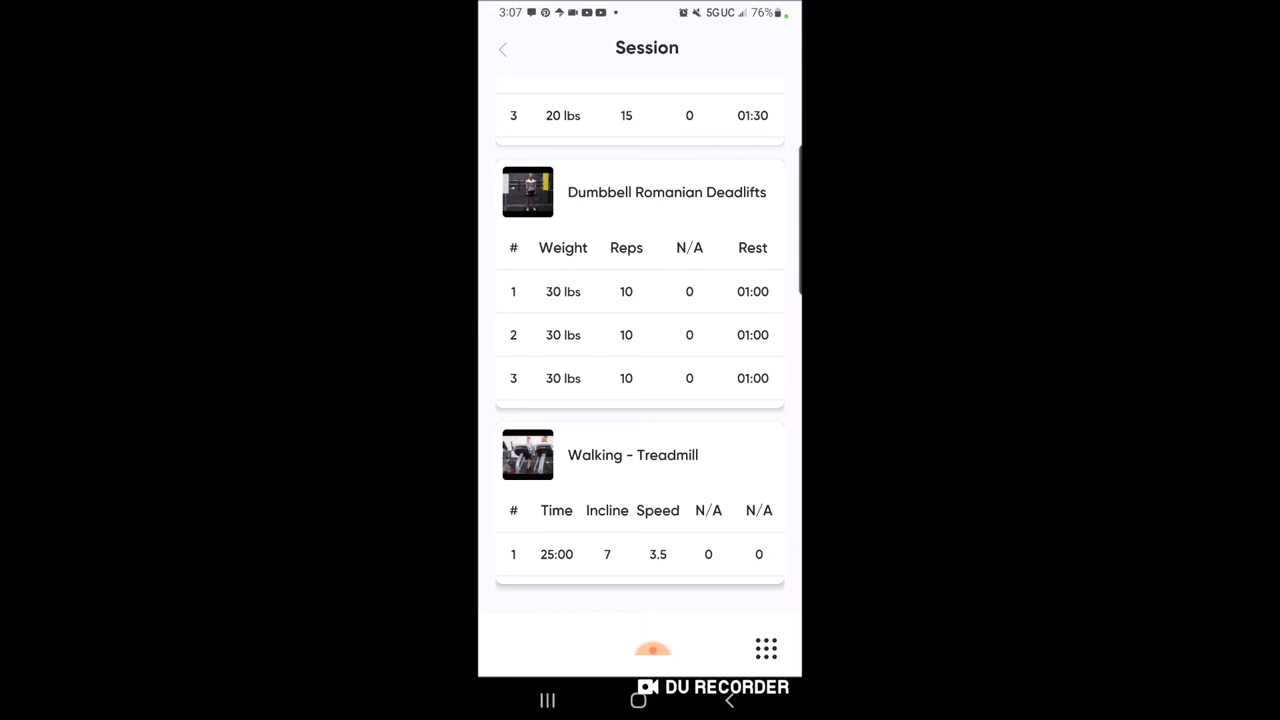 3:07 5GUC 76%
Session
3 20 lbs 15 0 01:30
Dumbbell Romanian Deadlifts
# Weight Reps N/A Rest
1 30 lbs 10 0 01:00
2 30 lbs 10 0 01:00
3 30 lbs 10 0 01:00
Walking - Treadmill
# Time Incline Speed N/A N/A
1 25:00 7 3.5 0 0
DU RECORDER